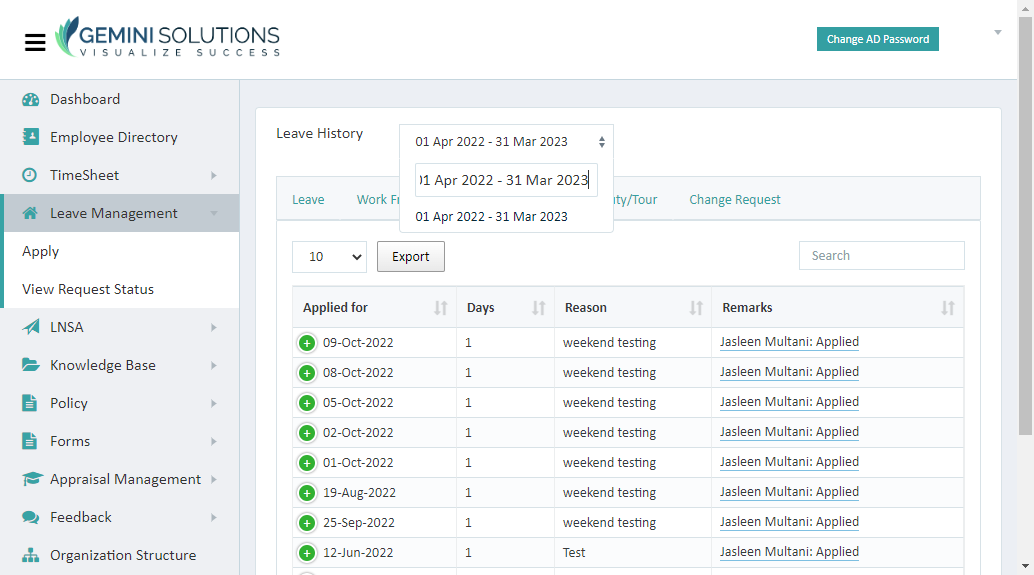 GEMINI SOLUTIONS
VISUALIZE SUCCESS
Change AD Password
Dashboard
Employee Directory
TimeSheet
Leave Management
Apply
View Request Status
LNSA
Knowledge Base
Policy
Forms
Appraisal Management
Feedback
Organization Structure
Leave History
01 Apr 2022 - 31 Mar 2023
01 Apr 2022 - 31 Mar 2023
01 Apr 2022 - 31 Mar 2023
Leave Work Change Request
10 Export Search
Applied for Days Reason Remarks
09-Oct-2022 1 weekend testing Jasleen Multani: Applied
08-Oct-2022 1 weekend testing Jasleen Multani: Applied
05-Oct-2022 1 weekend testing Jasleen Multani: Applied
02-Oct-2022 1 weekend testing Jasleen Multani: Applied
01-Oct-2022 1 weekend testing Jasleen Multani: Applied
19-Aug-2022 1 weekend testing Jasleen Multani: Applied
25-Sep-2022 1 weekend testing Jasleen Multani: Applied
12-Jun-2022 1 Test Jasleen Multani: Applied